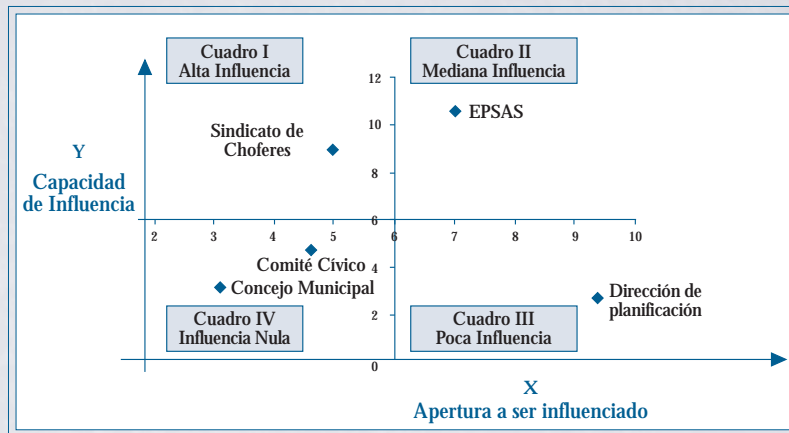 Cuadro I
Alta Influencia
Cuadro II
Mediana Influencia
12
EPSAS
10
Sindicato de
Choferes
8
Y
Capacidad
de Influencia
6
2 3 4 5 6 7 8 9 10
Comité Cívico
4
Concejo Municipal
Dirección de
planificación
Cuadro IV
Influencia Nula
2
Cuadro III
Poca Influencia
0
X
Apertura a ser influenciado